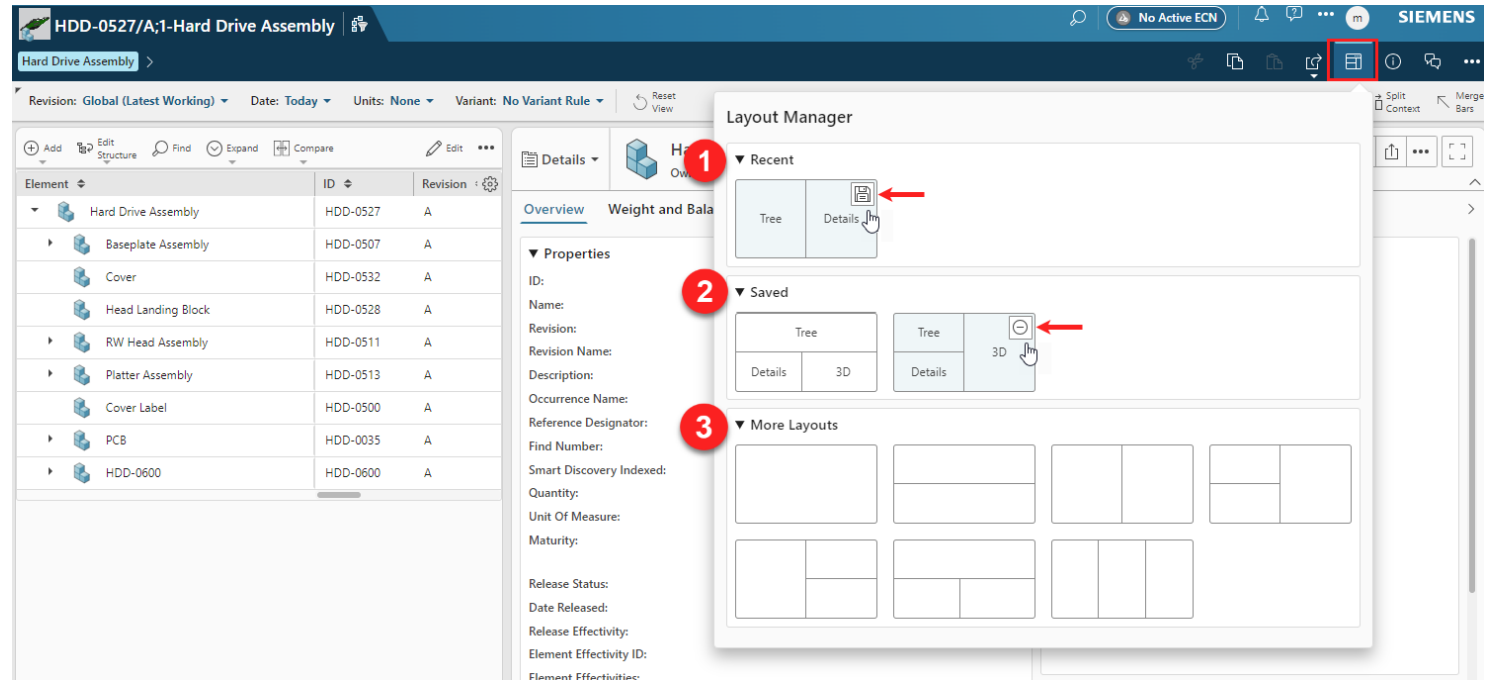 HDD-0527/A;1-Hard Drive Assembly
No Active ECN
m
SIEMENS
Hard Drive Assembly
Revision: Global (Latest Working) Date: Today Units: None Variant: No Variant Rule
Reset View
Split Context
Merge Bars
Add
Edit Structure
Find
Expand
Compare
Edit
Element ID Revision
Hard Drive Assembly HDD-0527 A
Baseplate Assembly HDD-0507 A
Cover HDD-0532 A
Head Landing Block HDD-0528 A
RW Head Assembly HDD-0511 A
Platter Assembly HDD-0513 A
Cover Label HDD-0500 A
PCB HDD-0035 A
HDD-0600 HDD-0600 A
Details
Overview Weight and Bala
Properties
ID:
Name:
Revision:
Revision Name:
Description:
Occurrence Name:
Reference Designator:
Find Number:
Smart Discovery Indexed:
Quantity:
Unit Of Measure:
Maturity:
Release Status:
Date Released:
Release Effectivity:
Element Effectivity ID:
Element Effectivities:
Layout Manager
1
Recent
Tree Details
2
Saved
Tree
Details 3D
Tree
Details
3D
3
More Layouts